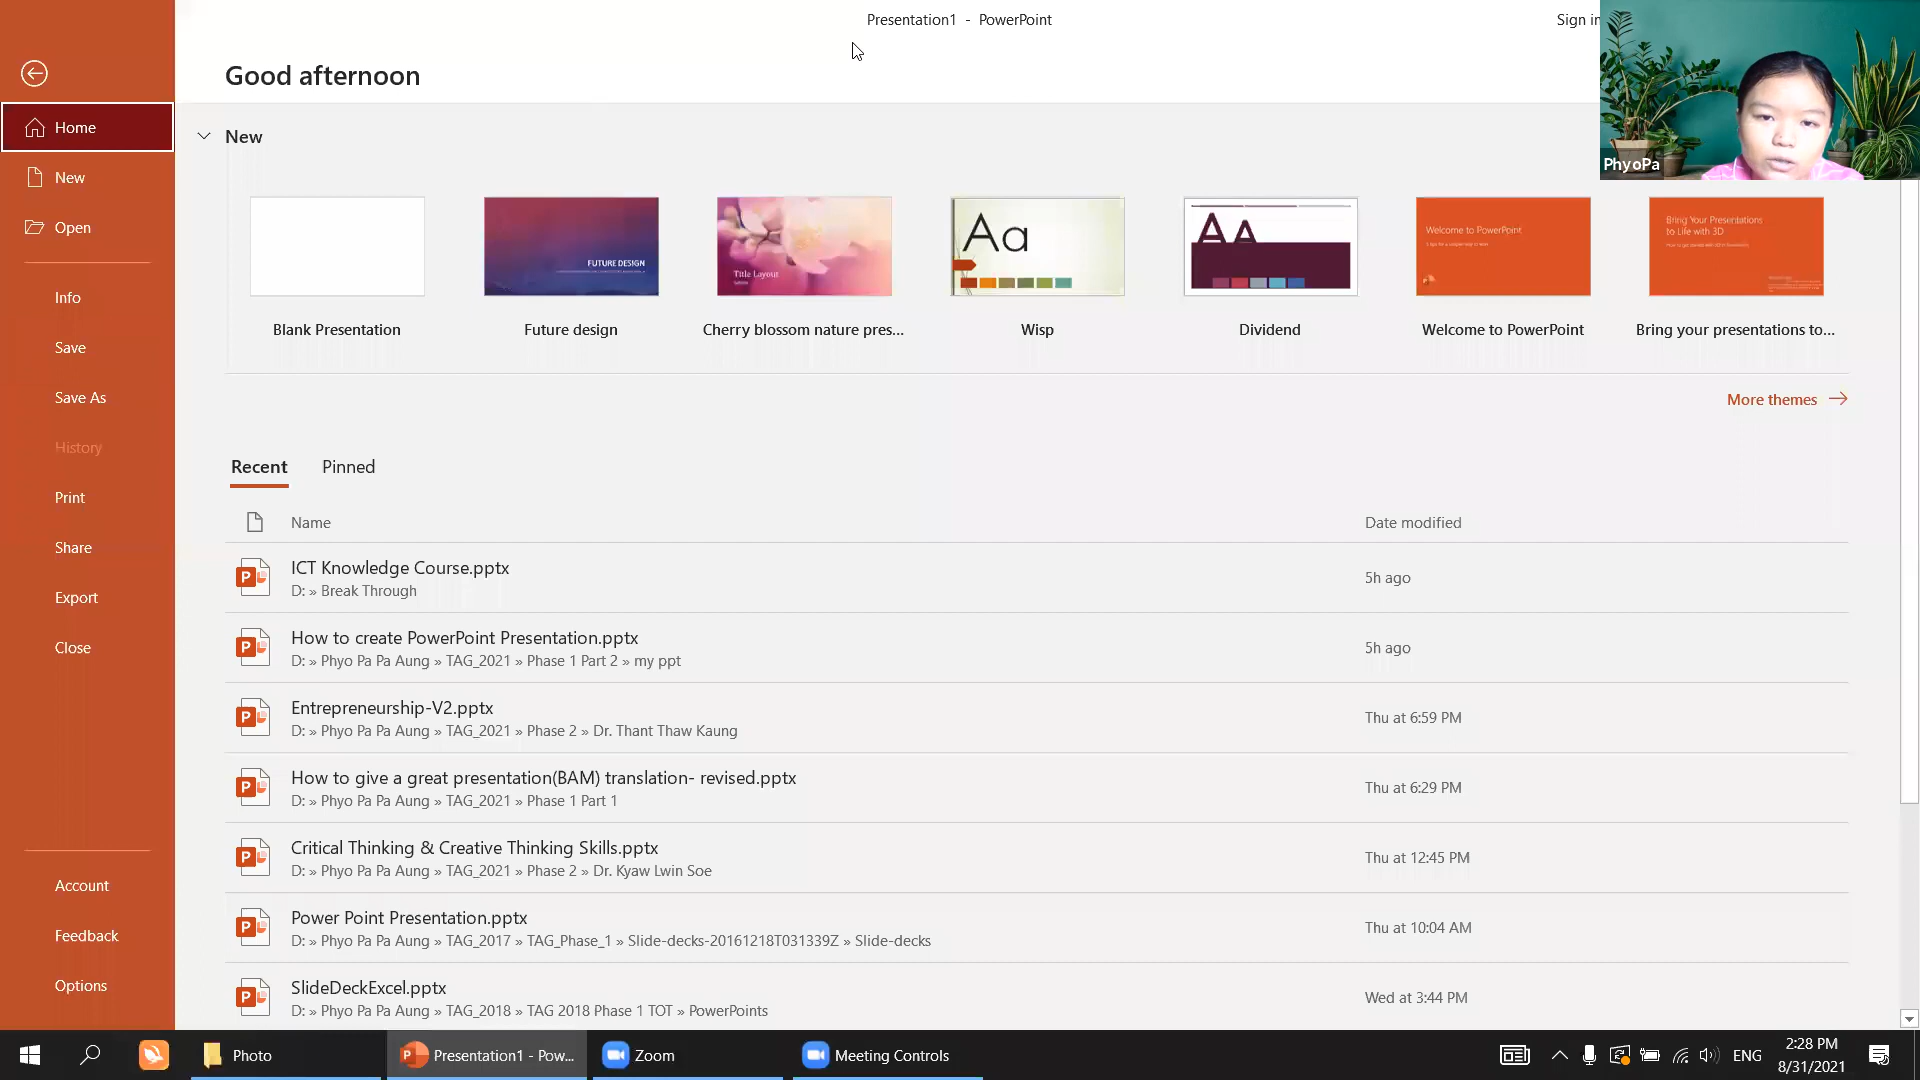 Presentation1 - PowerPoint
Sign in
Good afternoon
PhyoPa
Home
New
Open
Info
Save
Save As
History
Print
Share
Export
Close
Account
Feedback
Options
New
FUTURE DESIGN
Title Layout
Aa
AA
Welcome to PowerPoint
Bring Your Presentations
to Life with 3D
Blank Presentation
Future design
Cherry blossom nature pres...
Wisp
Dividend
Welcome to PowerPoint
Bring your presentations to...
More themes
Recent
Pinned
Name
Date modified
ICT Knowledge Course.pptx
D: » Break Through
5h ago
How to create PowerPoint Presentation.pptx
D: » Phyo Pa Pa Aung » TAG_2021 » Phase 1 Part 2 » my ppt
5h ago
Entrepreneurship-V2.pptx
D: » Phyo Pa Pa Aung » TAG_2021 » Phase 2 » Dr. Thant Thaw Kaung
Thu at 6:59 PM
How to give a great presentation(BAM) translation- revised.pptx
D: » Phyo Pa Pa Aung » TAG_2021 » Phase 1 Part 1
Thu at 6:29 PM
Critical Thinking & Creative Thinking Skills.pptx
D: » Phyo Pa Pa Aung » TAG_2021 » Phase 2 » Dr. Kyaw Lwin Soe
Thu at 12:45 PM
Power Point Presentation.pptx
D: » Phyo Pa Pa Aung » TAG_2017 » TAG_Phase_1 » Slide-decks-20161218T031339Z » Slide-decks
Thu at 10:04 AM
SlideDeckExcel.pptx
D: » Phyo Pa Pa Aung » TAG_2018 » TAG 2018 Phase 1 TOT » PowerPoints
Wed at 3:44 PM
Photo
Presentation1 - Pow...
Zoom
Meeting Controls
ENG
2:28 PM
8/31/2021